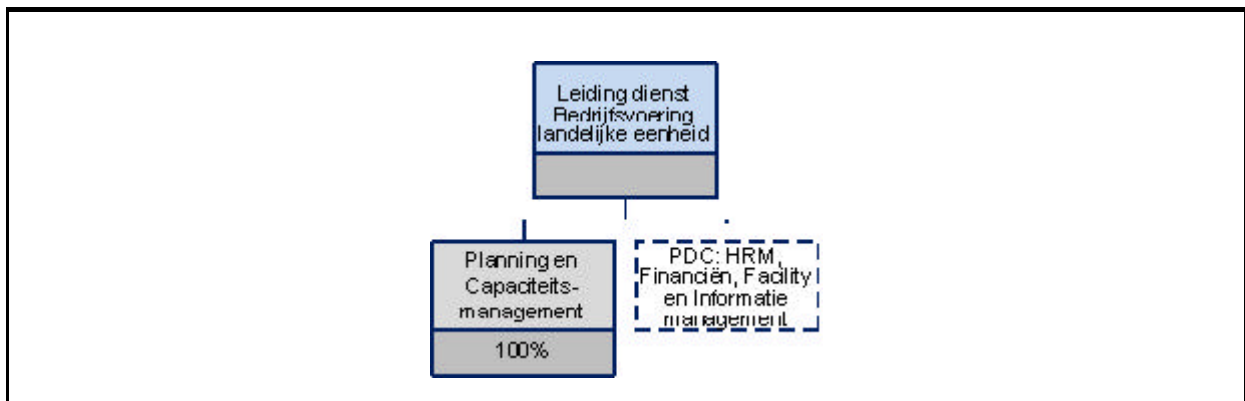 Leiding dienst
Bedrijfsvoering
landelijke eenheid
Planning en
Capaciteits-
management
100%
PDC: HRM,
Financiën, Facility
en Informatie
management